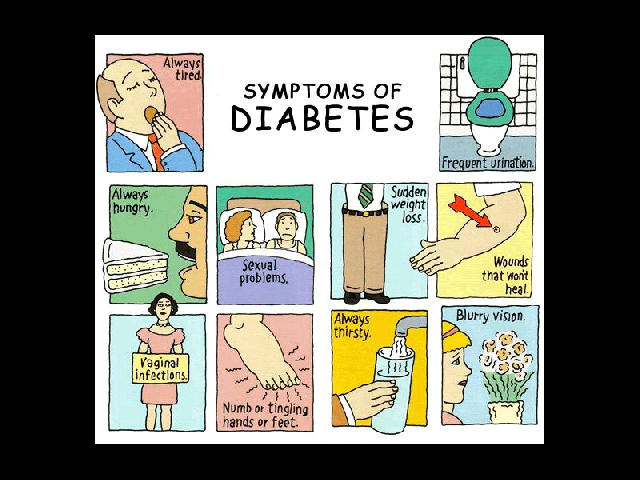 Always
tired.
SYMPTOMS OF
DIABETES
Frequent urination.
Always
hungry.
Sexual
problems.
Sudden
weight
loss.
Wounds
that won't
heal.
Vaginal
infections.
Numb or tingling
hands or feet.
Always
thirsty.
Blurry vision.